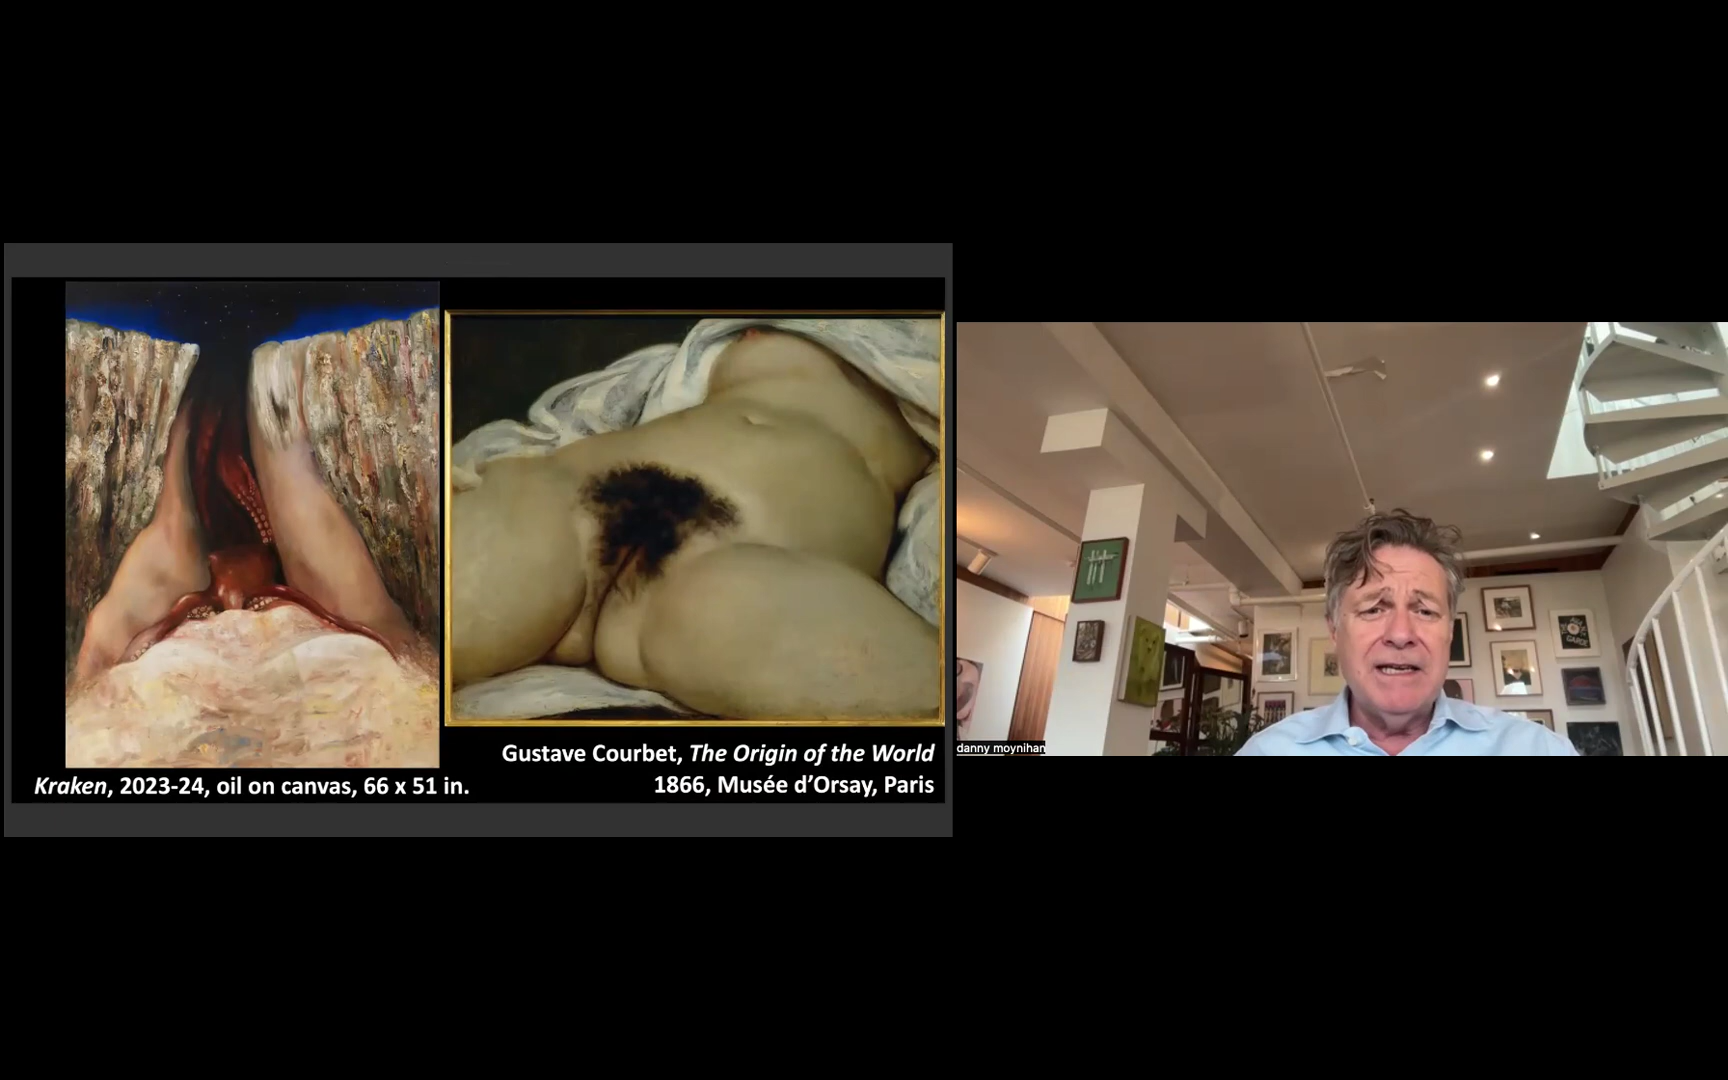 Kraken, 2023-24, oil on canvas, 66 x 51 in.
Gustave Courbet, The Origin of the World
1866, Musée d’Orsay, Paris
danny moynihan